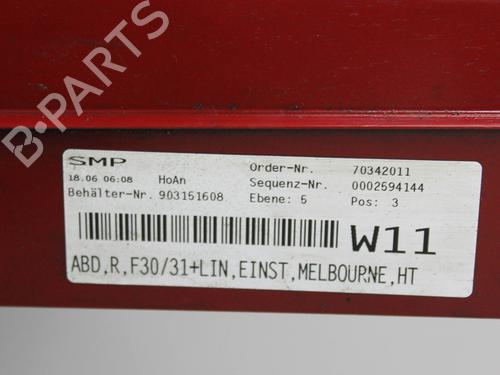 B-PARTS
SMP
Order-Nr. 70342011
18.06 06:08 HoAn Sequenz-Nr. 0002594144
Behälter-Nr. 903151608 Ebene: 5 Pos: 3
W11
ABD,R,F30/31+LIN,EINST,MELBOURNE,HT